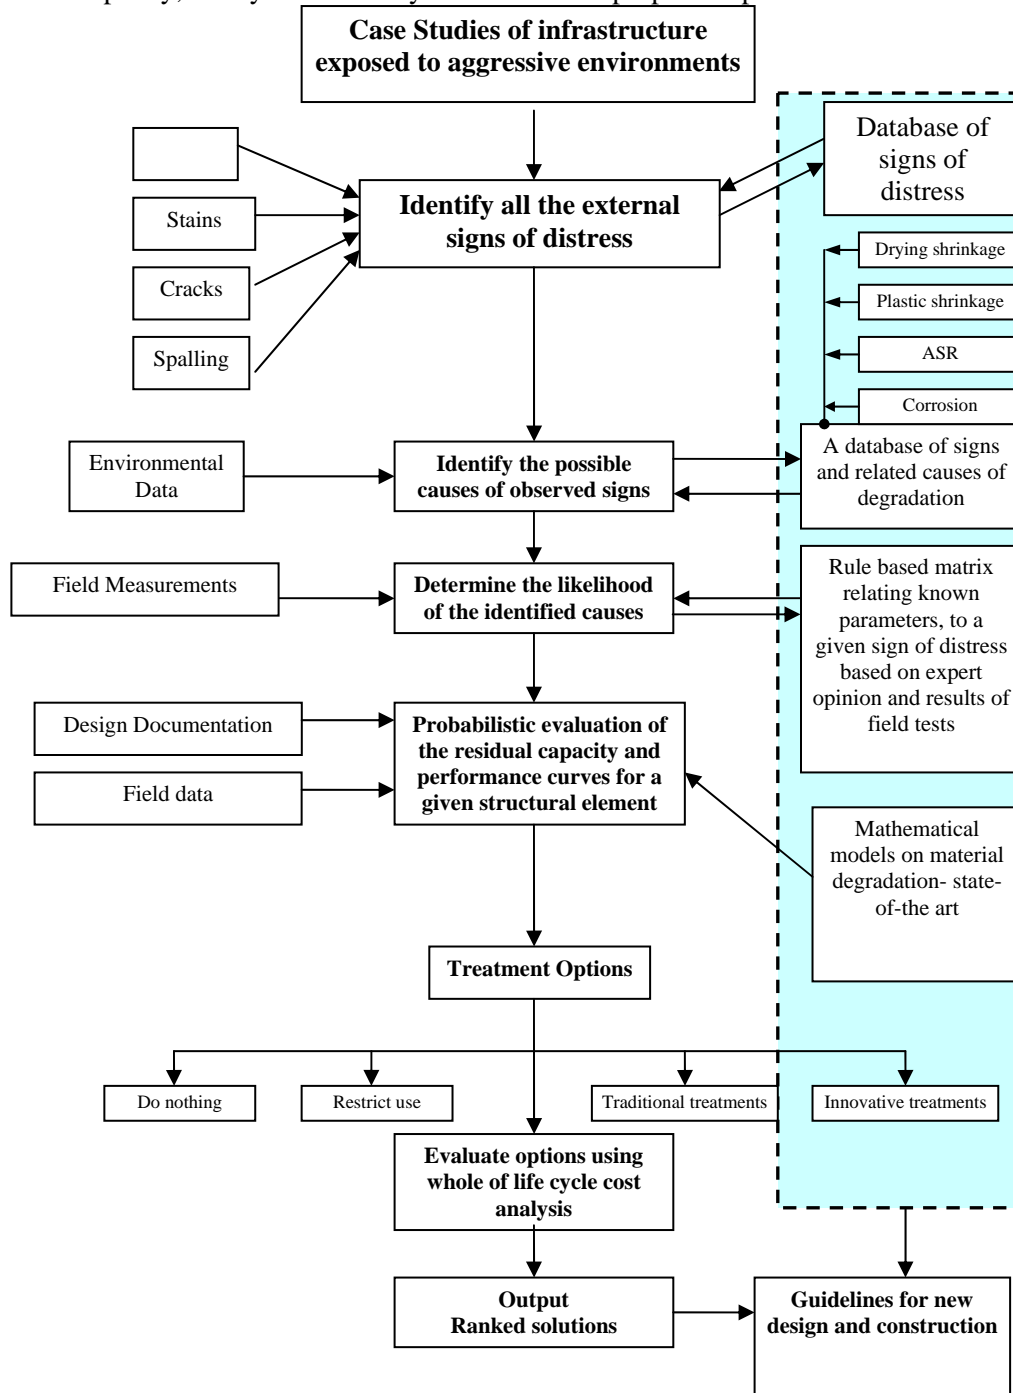 Case Studies of infrastructure
exposed to aggressive environments
Database of
signs of
distress
Identify all the external
signs of distress
Stains
Cracks
Spalling
Drying shrinkage
Plastic shrinkage
ASR
Corrosion
Environmental
Data
Identify the possible
causes of observed signs
A database of signs
and related causes of
degradation
Field Measurements
Determine the likelihood
of the identified causes
Rule based matrix
relating known
parameters, to a
given sign of distress
based on expert
opinion and results of
field tests
Design Documentation
Field data
Probabilistic evaluation of
the residual capacity and
performance curves for a
given structural element
Mathematical
models on material
degradation- state-
of-the art
Treatment Options
Do nothing
Restrict use
Traditional treatments
Innovative treatments
Evaluate options using
whole of life cycle cost
analysis
Output
Ranked solutions
Guidelines for new
design and construction